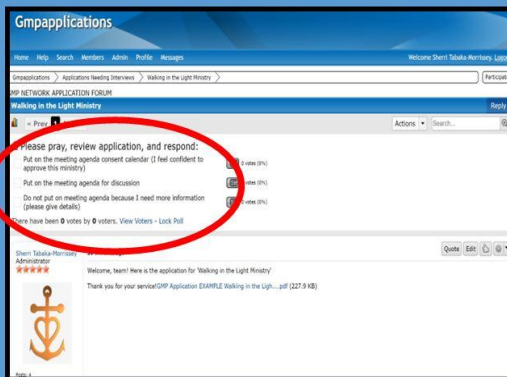 Gmpapplications
Home Help Search Members Admin Profile Messages
Welcome Sherri Tabaka-Morrissey.
Gmpapplications > Applications Needing Interviews > Walking in the Light Ministry >
MP NETWORK APPLICATION FORUM
Walking in the Light Ministry
Reply
« Prev 1
Actions
Search...
Please pray, review application, and respond:
Put on the meeting agenda consent calendar (I feel confident to
approve this ministry)
0 votes (0%)
Put on the meeting agenda for discussion
votes (0%)
Do not put on meeting agenda because I need more information
(please give details)
votes (0%)
There have been 0 votes by 0 voters. View Voters - Lock Poll
Sherri Tabaka-Morrissey
Administrator
Quote Edit
Welcome, team! Here is the application for 'Walking in the Light Ministry'
Thank you for your service!GMP Application EXAMPLE Walking in the Ligh....pdf (227.9 KB)
Posts: 4